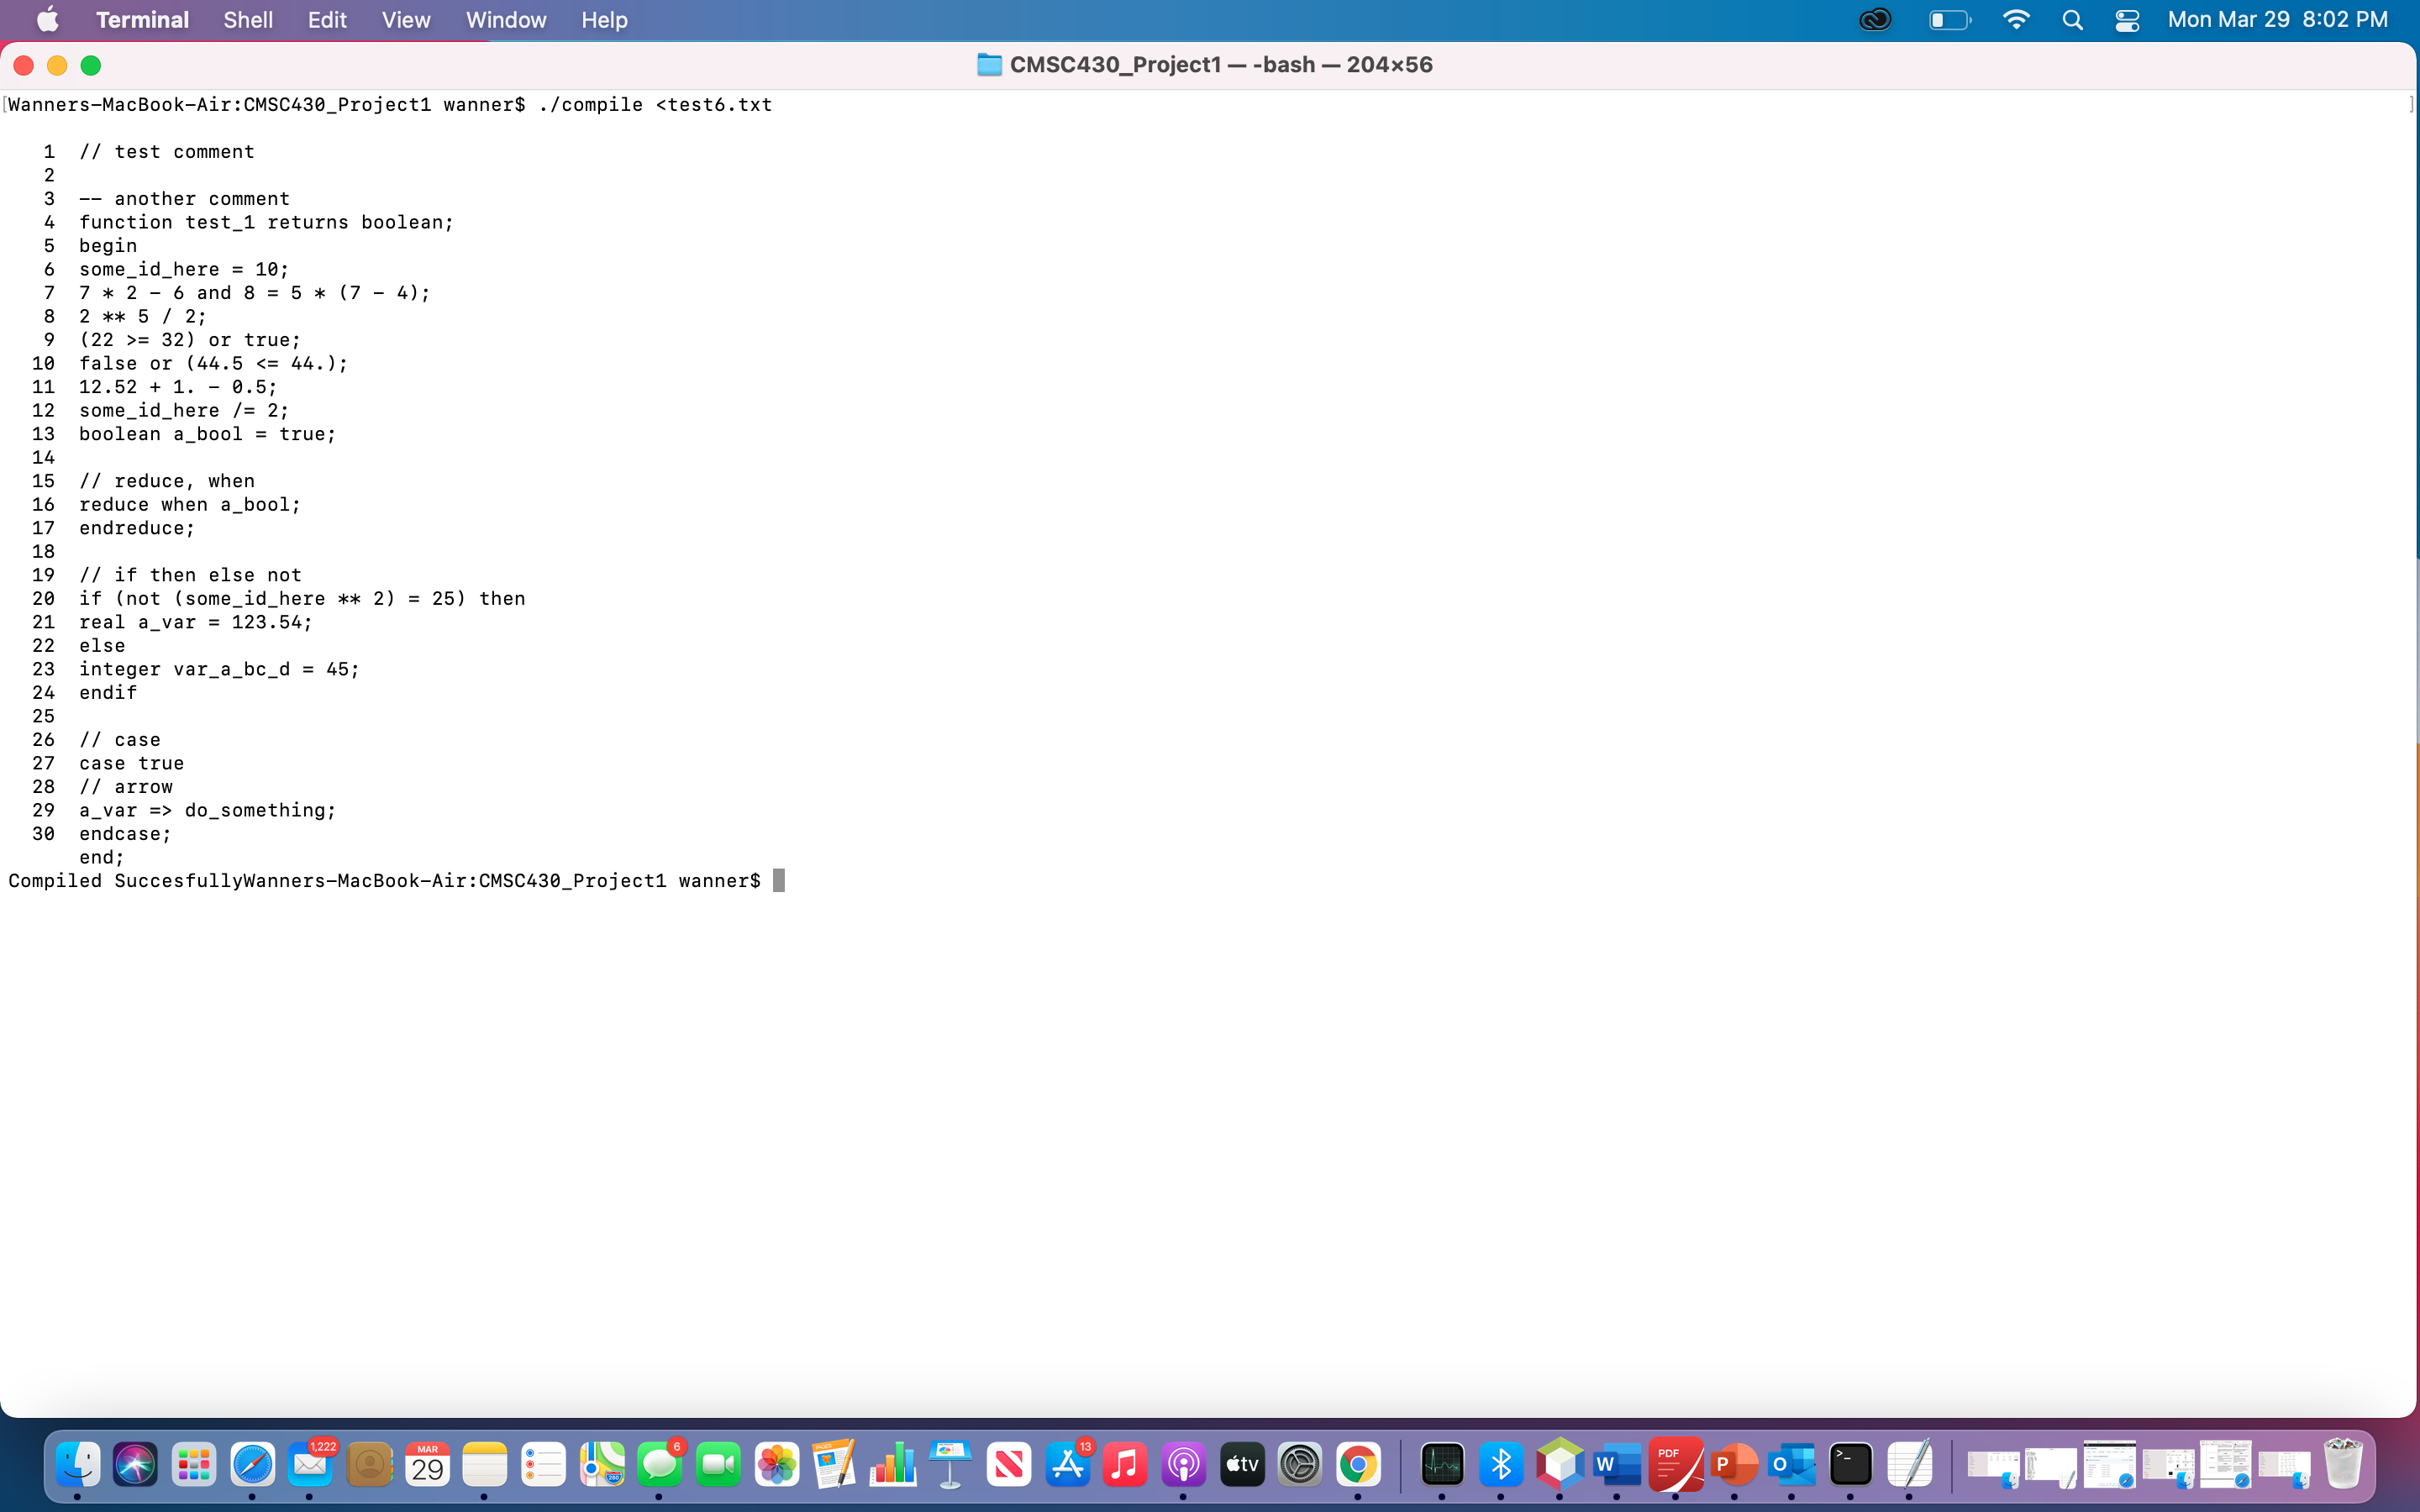 Terminal Shell Edit View Window Help Mon Mar 29 8:02 PM
CMSC430_Project1 — -bash — 204×56
[Wanners-MacBook-Air:CMSC430_Project1 wanner$ ./compile <test6.txt ]
1 // test comment
2
3 -- another comment
4 function test_1 returns boolean;
5 begin
6 some_id_here = 10;
7 7 * 2 - 6 and 8 = 5 * (7 - 4);
8 2 ** 5 / 2;
9 (22 >= 32) or true;
10 false or (44.5 <= 44.);
11 12.52 + 1. - 0.5;
12 some_id_here /= 2;
13 boolean a_bool = true;
14
15 // reduce, when
16 reduce when a_bool;
17 endreduce;
18
19 // if then else not
20 if (not (some_id_here ** 2) = 25) then
21 real a_var = 123.54;
22 else
23 integer var_a_bc_d = 45;
24 endif
25
26 // case
27 case true
28 // arrow
29 a_var => do_something;
30 endcase;
end;
Compiled SuccesfullyWanners-MacBook-Air:CMSC430_Project1 wanner$
1,222 MAR 29 280 6 PAGES 13 tv W PDF P O >_